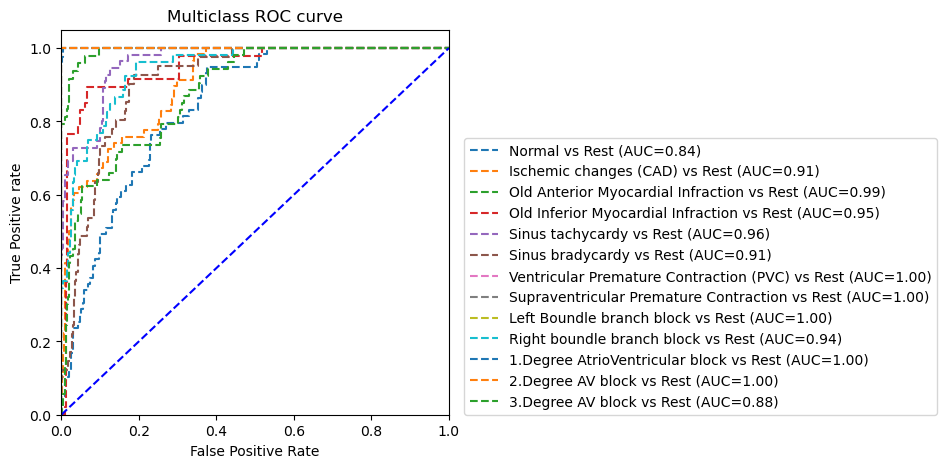 Multiclass ROC curve
True Positive rate
1.0
0.8
0.6
0.4
0.2
0.0
0.0 0.2 0.4 0.6 0.8 1.0
False Positive Rate
Normal vs Rest (AUC=0.84)
Ischemic changes (CAD) vs Rest (AUC=0.91)
Old Anterior Myocardial Infraction vs Rest (AUC=0.99)
Old Inferior Myocardial Infraction vs Rest (AUC=0.95)
Sinus tachycardy vs Rest (AUC=0.96)
Sinus bradycardy vs Rest (AUC=0.91)
Ventricular Premature Contraction (PVC) vs Rest (AUC=1.00)
Supraventricular Premature Contraction vs Rest (AUC=1.00)
Left Boundle branch block vs Rest (AUC=1.00)
Right boundle branch block vs Rest (AUC=0.94)
1.Degree AtrioVentricular block vs Rest (AUC=1.00)
2.Degree AV block vs Rest (AUC=1.00)
3.Degree AV block vs Rest (AUC=0.88)